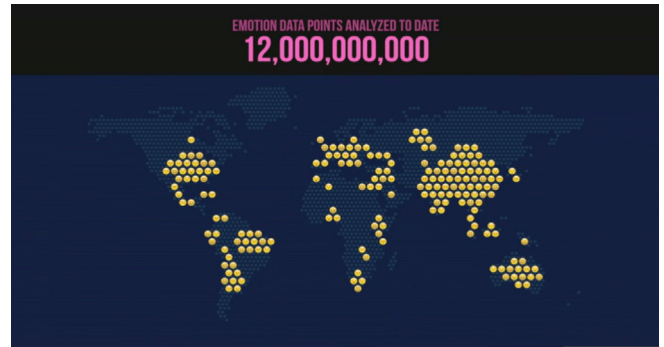 EMOTION DATA POINTS ANALYZED TO DATE
12,000,000,000